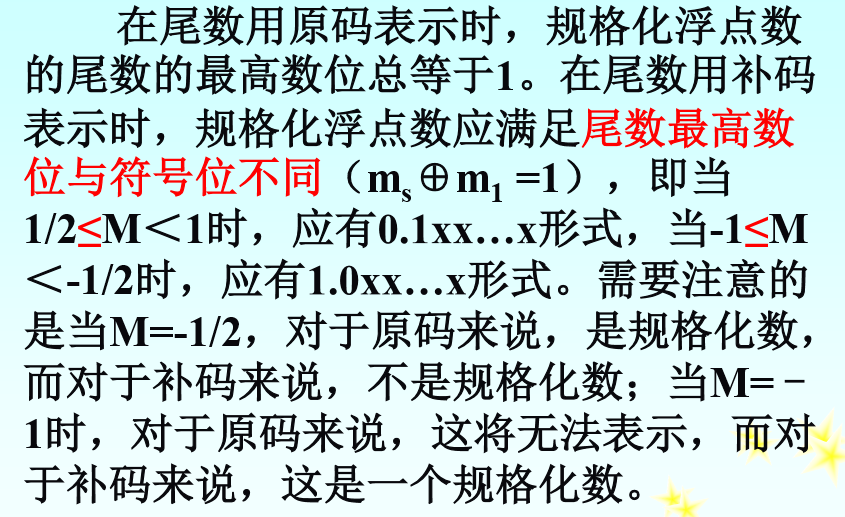 在尾数用原码表示时，规格化浮点数
的尾数的最高数位总等于1。在尾数用补码
表示时，规格化浮点数应满足尾数最高数
位与符号位不同（ms⊕m1 =1），即当
1/2≤M＜1时，应有0.1xx…x形式，当-1≤M
＜-1/2时，应有1.0xx…x形式。需要注意的
是当M=-1/2，对于原码来说，是规格化数，
而对于补码来说，不是规格化数；当M=－
1时，对于原码来说，这将无法表示，而对
于补码来说，这是一个规格化数。